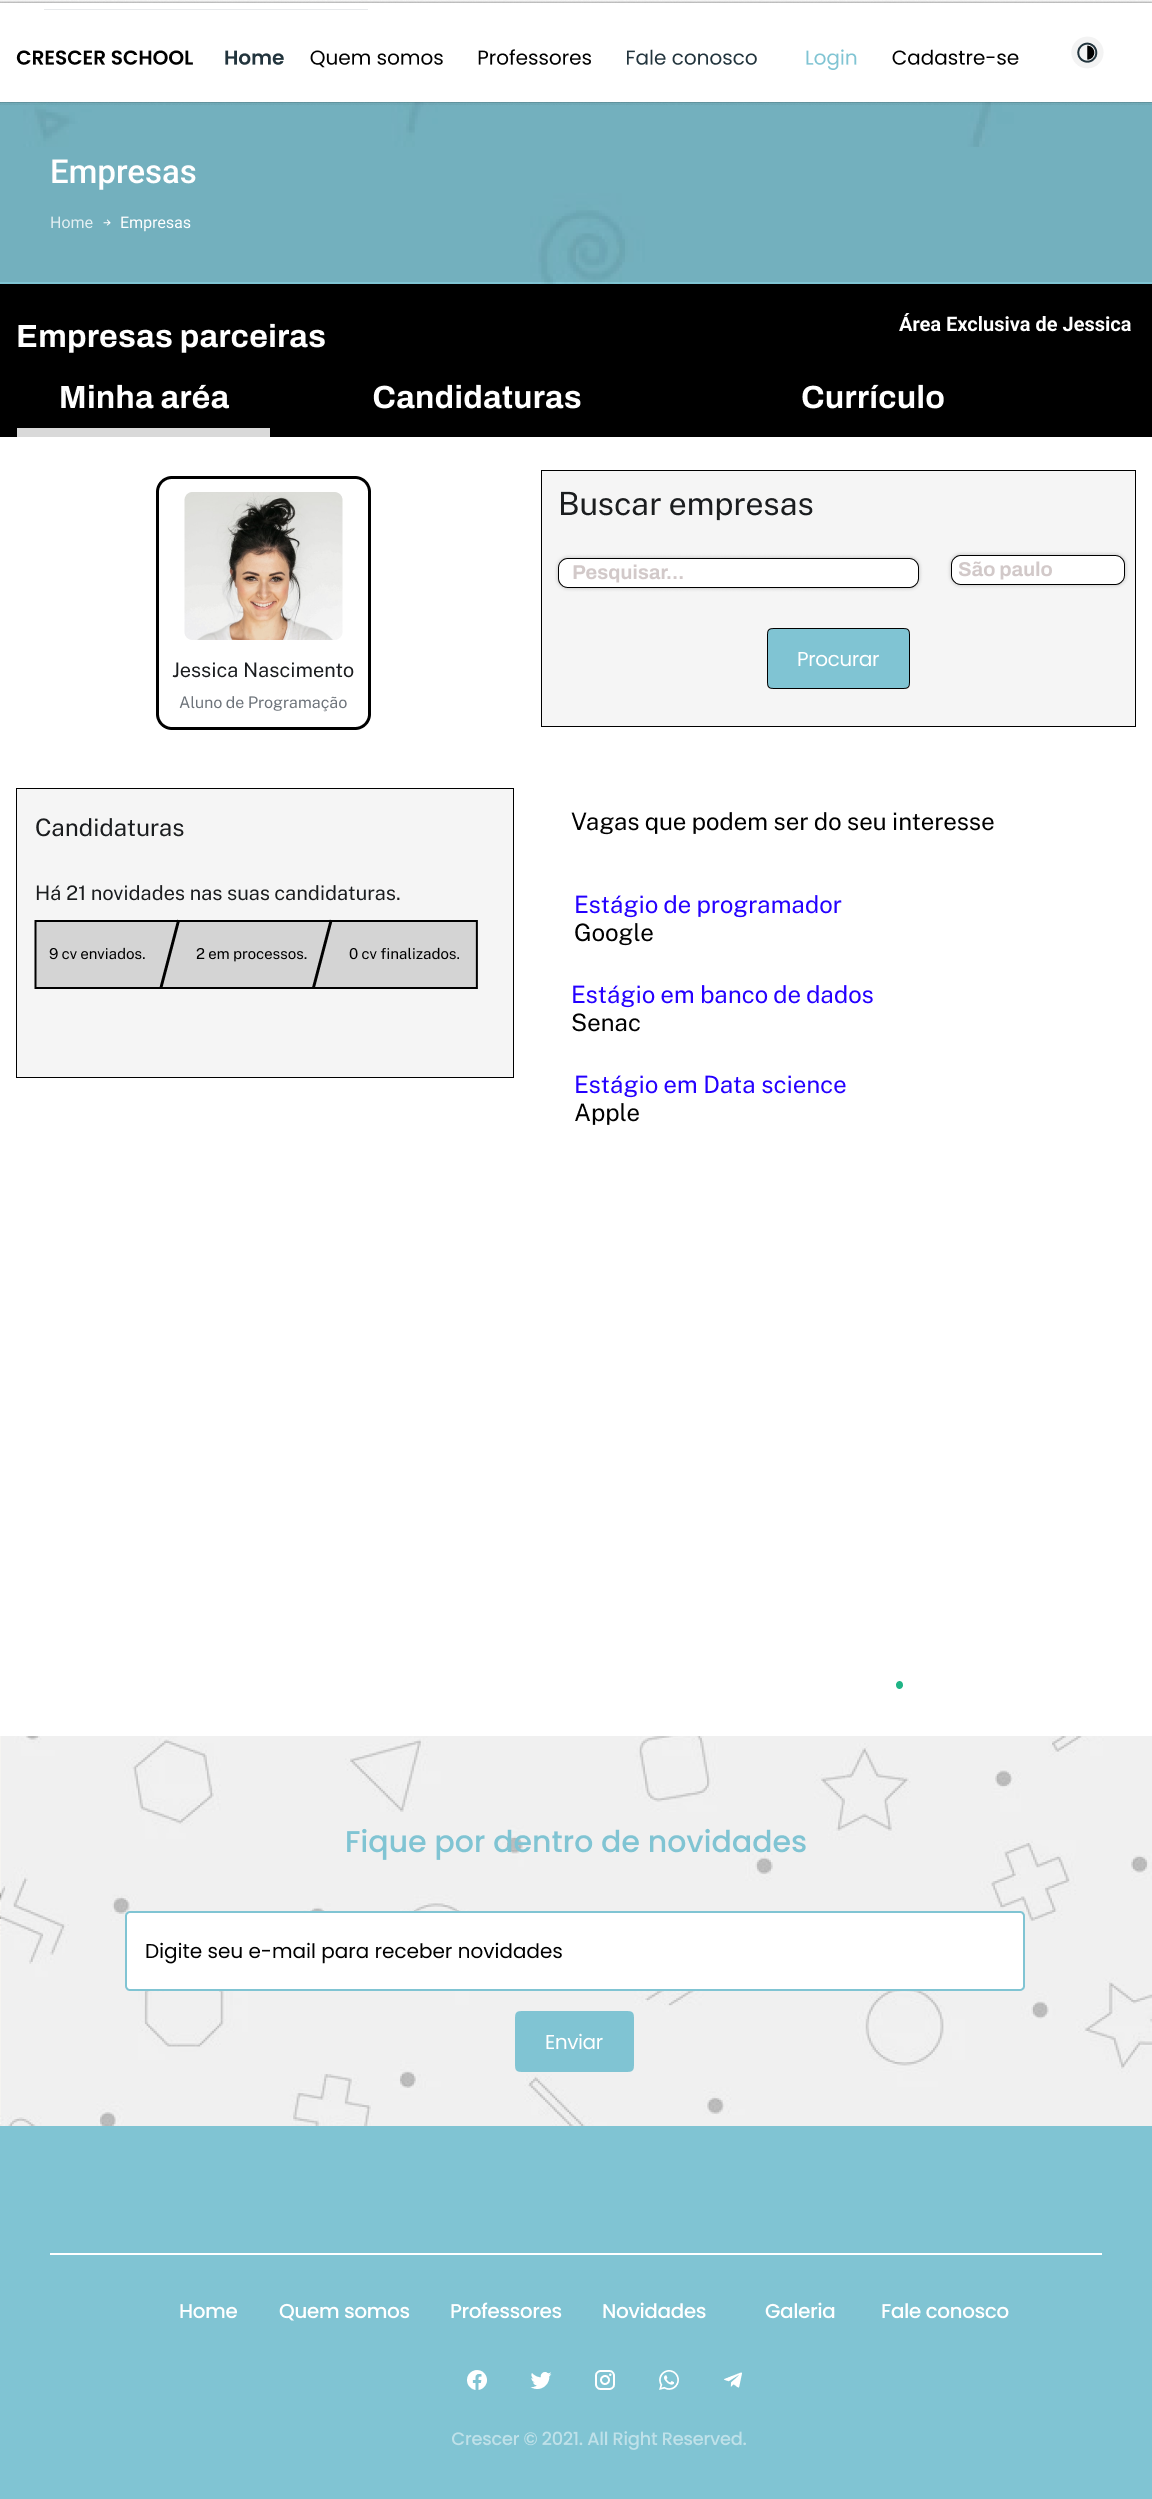 CRESCER SCHOOL Home Quem somos Professores Fale conosco Login Cadastre-se
Empresas
Home → Empresas
Empresas parceiras
Área Exclusiva de Jessica
Minha aréa Candidaturas Currículo
Jessica Nascimento
Aluno de Programação
Buscar empresas
Pesquisar...
São paulo
Procurar
Candidaturas
Há 21 novidades nas suas candidaturas.
9 cv enviados. 2 em processos. 0 cv finalizados.
Vagas que podem ser do seu interesse
Estágio de programador
Google
Estágio em banco de dados
Senac
Estágio em Data science
Apple
Fique por dentro de novidades
Digite seu e-mail para receber novidades
Enviar
Home Quem somos Professores Novidades Galeria Fale conosco
Crescer © 2021. All Right Reserved.